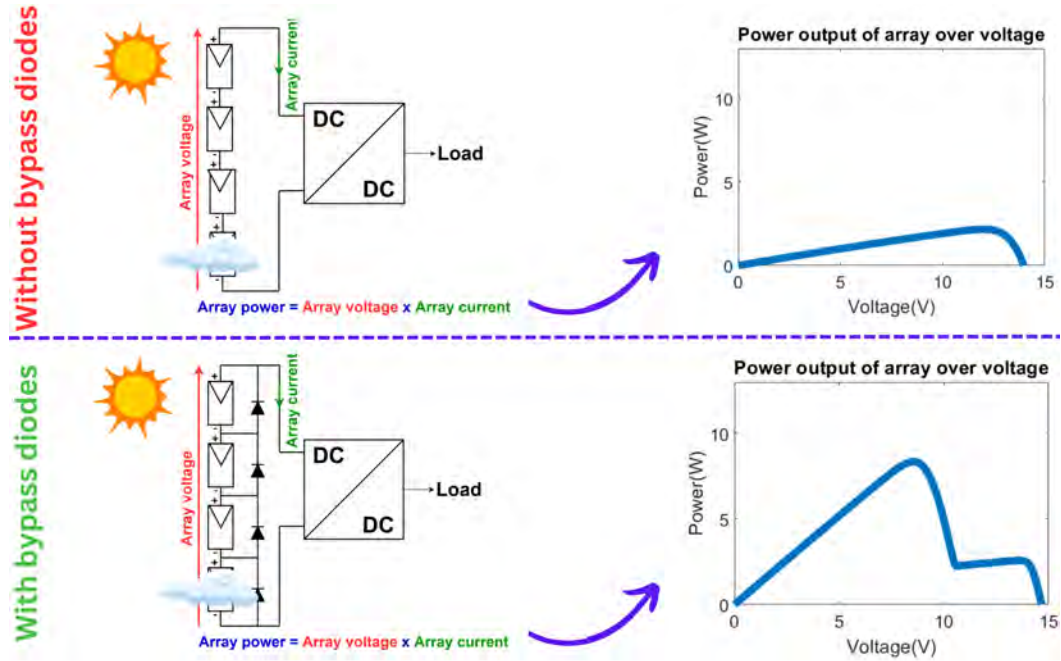 Without bypass diodes
Array voltage
+
-
+
-
+
-
+
-
Array current
DC
DC
Load
Array power = Array voltage x Array current
Power output of array over voltage
Power(W)
10
5
0
0
5
10
15
Voltage(V)
With bypass diodes
Array voltage
+
-
+
-
+
-
+
-
Array current
DC
DC
Load
Array power = Array voltage x Array current
Power output of array over voltage
Power(W)
10
5
0
0
5
10
15
Voltage(V)